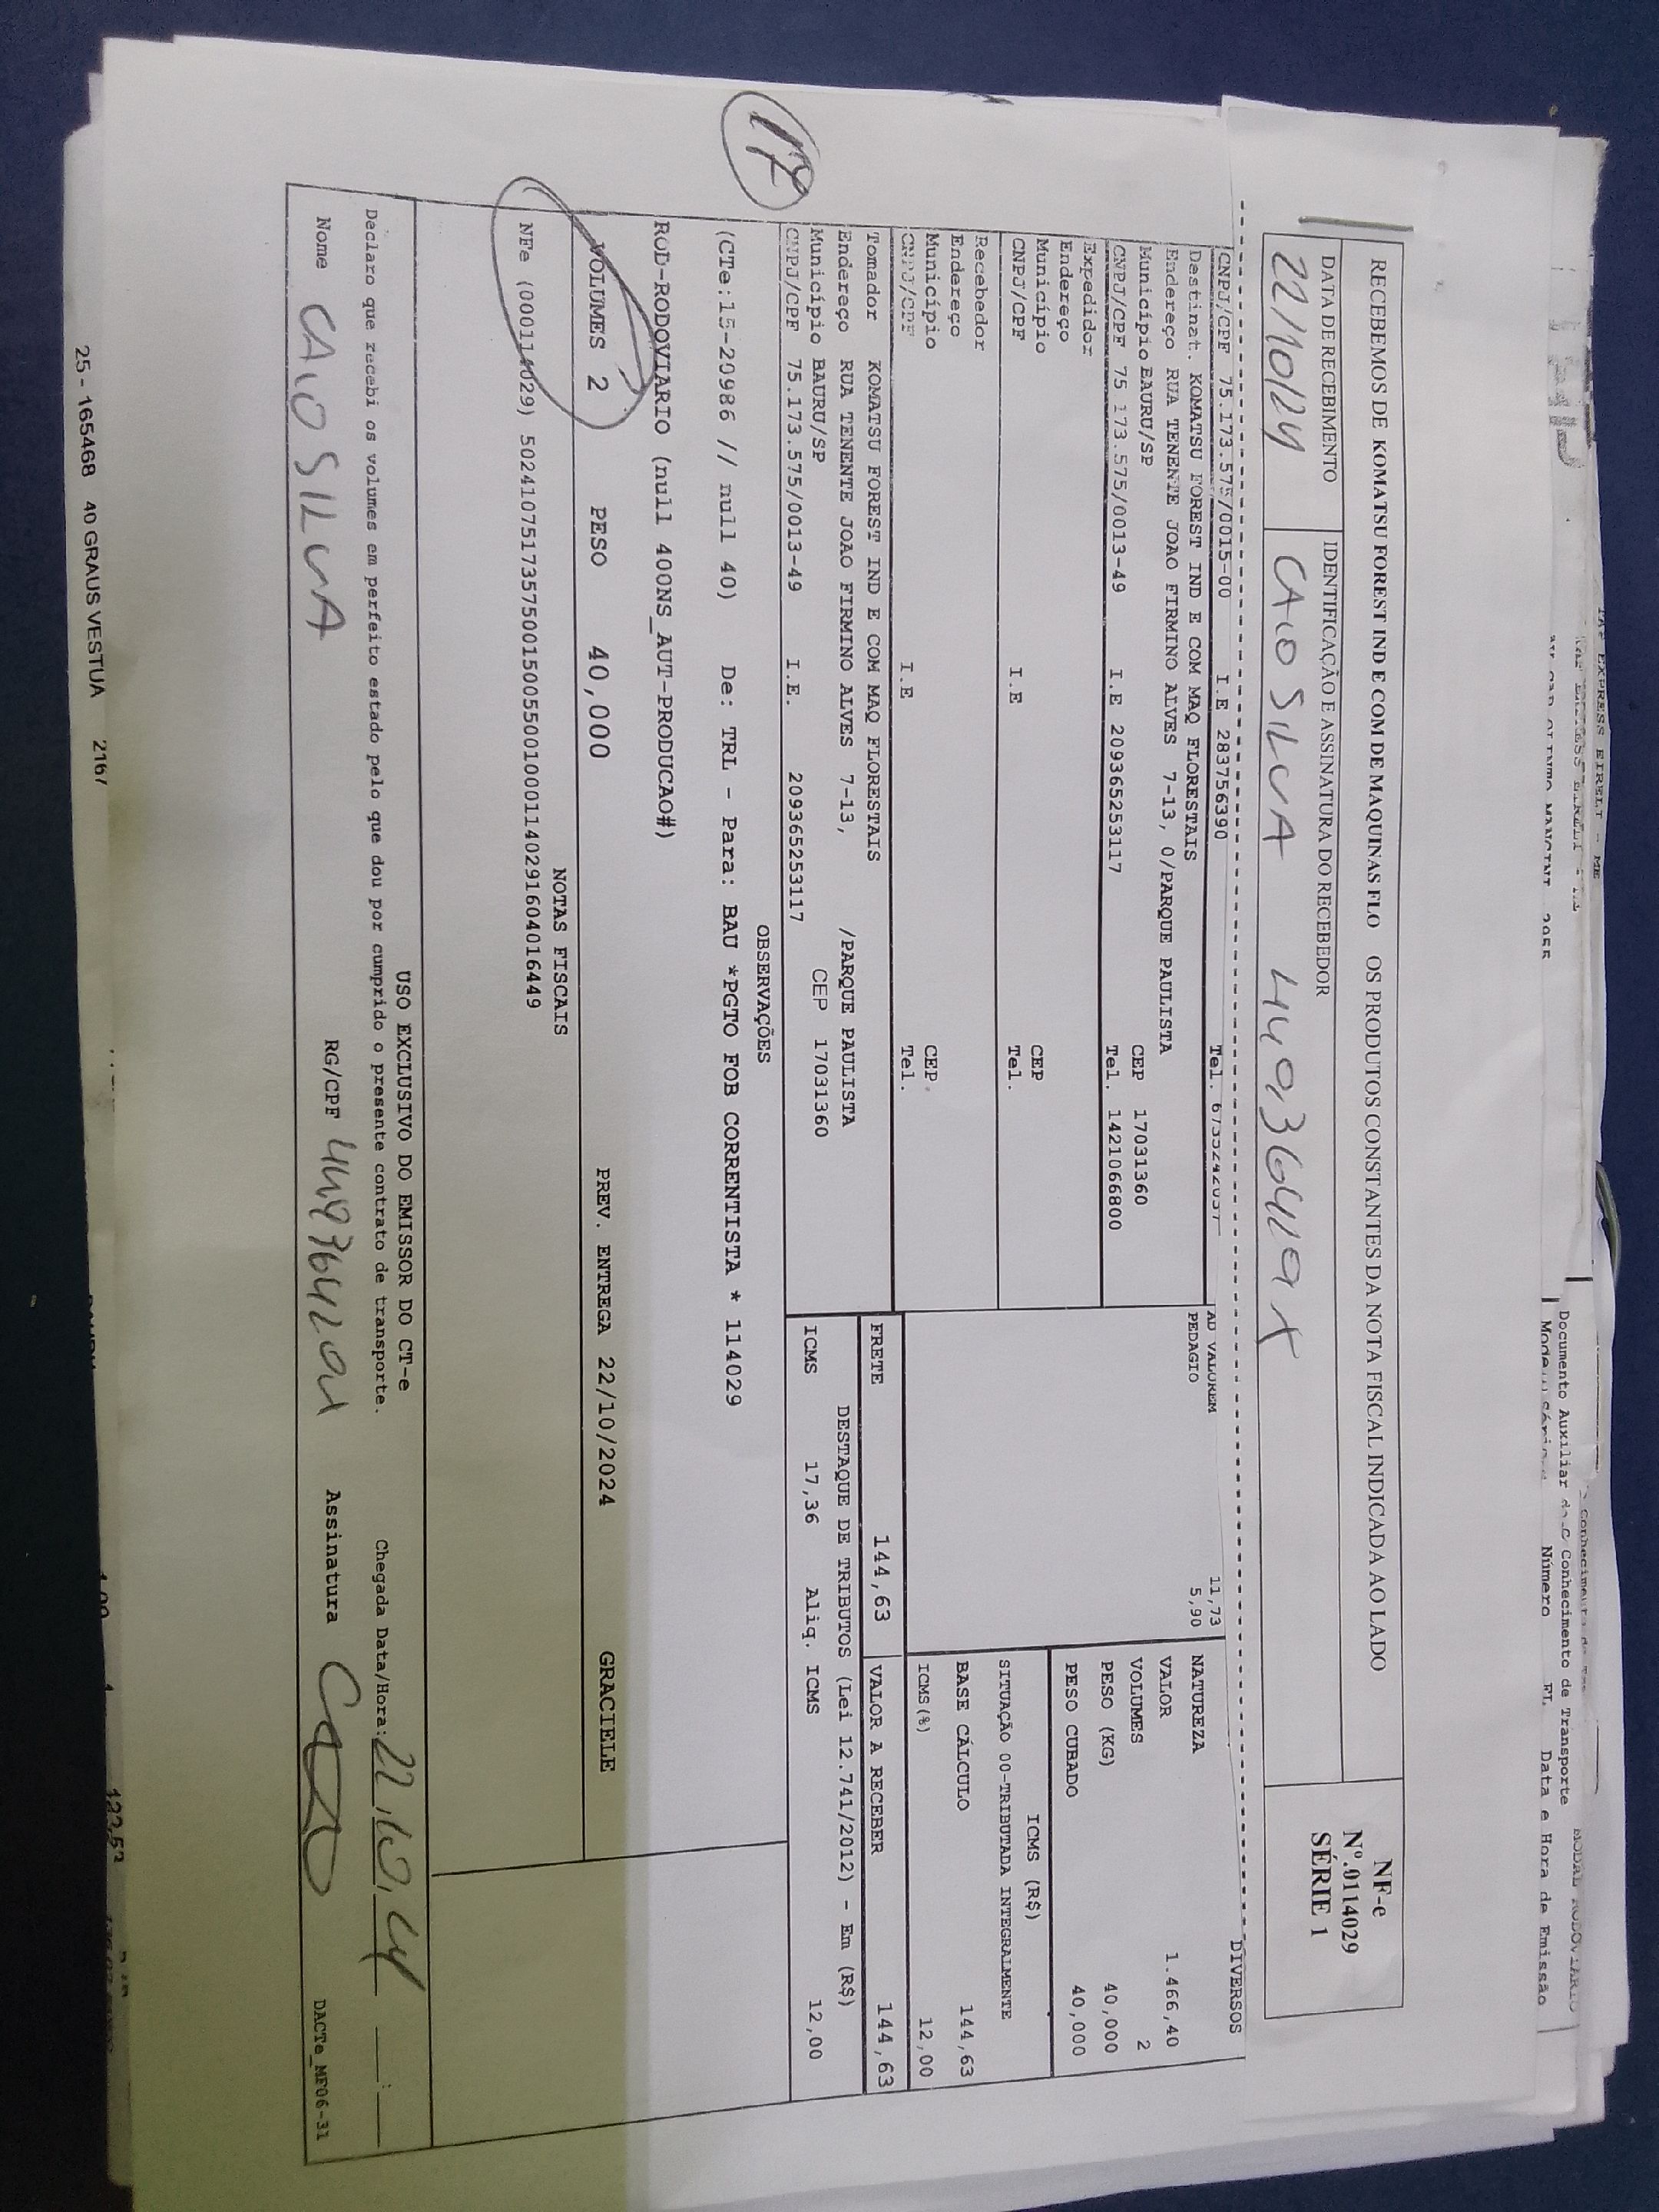 RECEBEMOS DE KOMATSU FOREST IND E COM DE MAQUINAS FLO OS PRODUTOS CONSTANTES DA NOTA FISCAL INDICADA AO LADO
NF-e
Nº.0114029
SÉRIE 1
DATA DE RECEBIMENTO
22/10/24
IDENTIFICAÇÃO E ASSINATURA DO RECEBEDOR
CAIO SILVA
CNPJ/CPF 75.173.575/0015-00 I.E 283756390 Tel.
Destinat. KOMATSU FOREST IND E COM MAQ FLORESTAIS
Endereço RUA TENENTE JOAO FIRMINO ALVES 7-13, 0/PARQUE PAULISTA
Município BAURU/SP CEP 17031360
CNPJ/CPF 75.173.575/0013-49 I.E 209365253117 Tel. 1421066800
Expedidor
Endereço
Município CEP
CNPJ/CPF I.E Tel.
Recebedor
Endereço
Município CEP
CNPJ/CPF I.E Tel.
Tomador KOMATSU FOREST IND E COM MAQ FLORESTAIS
Endereço RUA TENENTE JOAO FIRMINO ALVES 7-13, /PARQUE PAULISTA
Município BAURU/SP CEP 17031360
CNPJ/CPF 75.173.575/0013-49 I.E. 209365253117
AD VALOREM 11,73
PEDAGIO 5,90
DIVERSOS
NATUREZA
VALOR 1.466,40
VOLUMES 2
PESO (KG) 40,000
PESO CUBADO 40,000
ICMS (R$)
SITUAÇÃO 00-TRIBUTADA INTEGRALMENTE
BASE CÁLCULO 144,63
ICMS(%) 12,00
FRETE 144,63 VALOR A RECEBER 144,63
DESTAQUE DE TRIBUTOS (Lei 12.741/2012) - Em (R$)
ICMS 17,36 Aliq. ICMS 12,00
17
OBSERVAÇÕES
(CTe:15-20986 // null 40) De: TRL - Para: BAU *PGTO FOB CORRENTISTA * 114029
ROD-RODOVIARIO (null 400NS_AUT-PRODUCAO#)
VOLUMES 2 PESO 40,000 PREV. ENTREGA 22/10/2024 GRACIELE
NOTAS FISCAIS
NFe (000114029) 50241075173575001500550010001140291604016449
USO EXCLUSIVO DO EMISSOR DO CT-e
Declaro que recebi os volumes em perfeito estado pelo que dou por cumprido o presente contrato de transporte. Chegada Data/Hora: 22/10/24
Nome CAIO SILVA RG/CPF Assinatura
DACTe_MF06-31
25 - 165468 40 GRAUS VESTUA 2167
Documento Auxiliar Conhecimento de Transporte
Número Data e Hora de Emissão